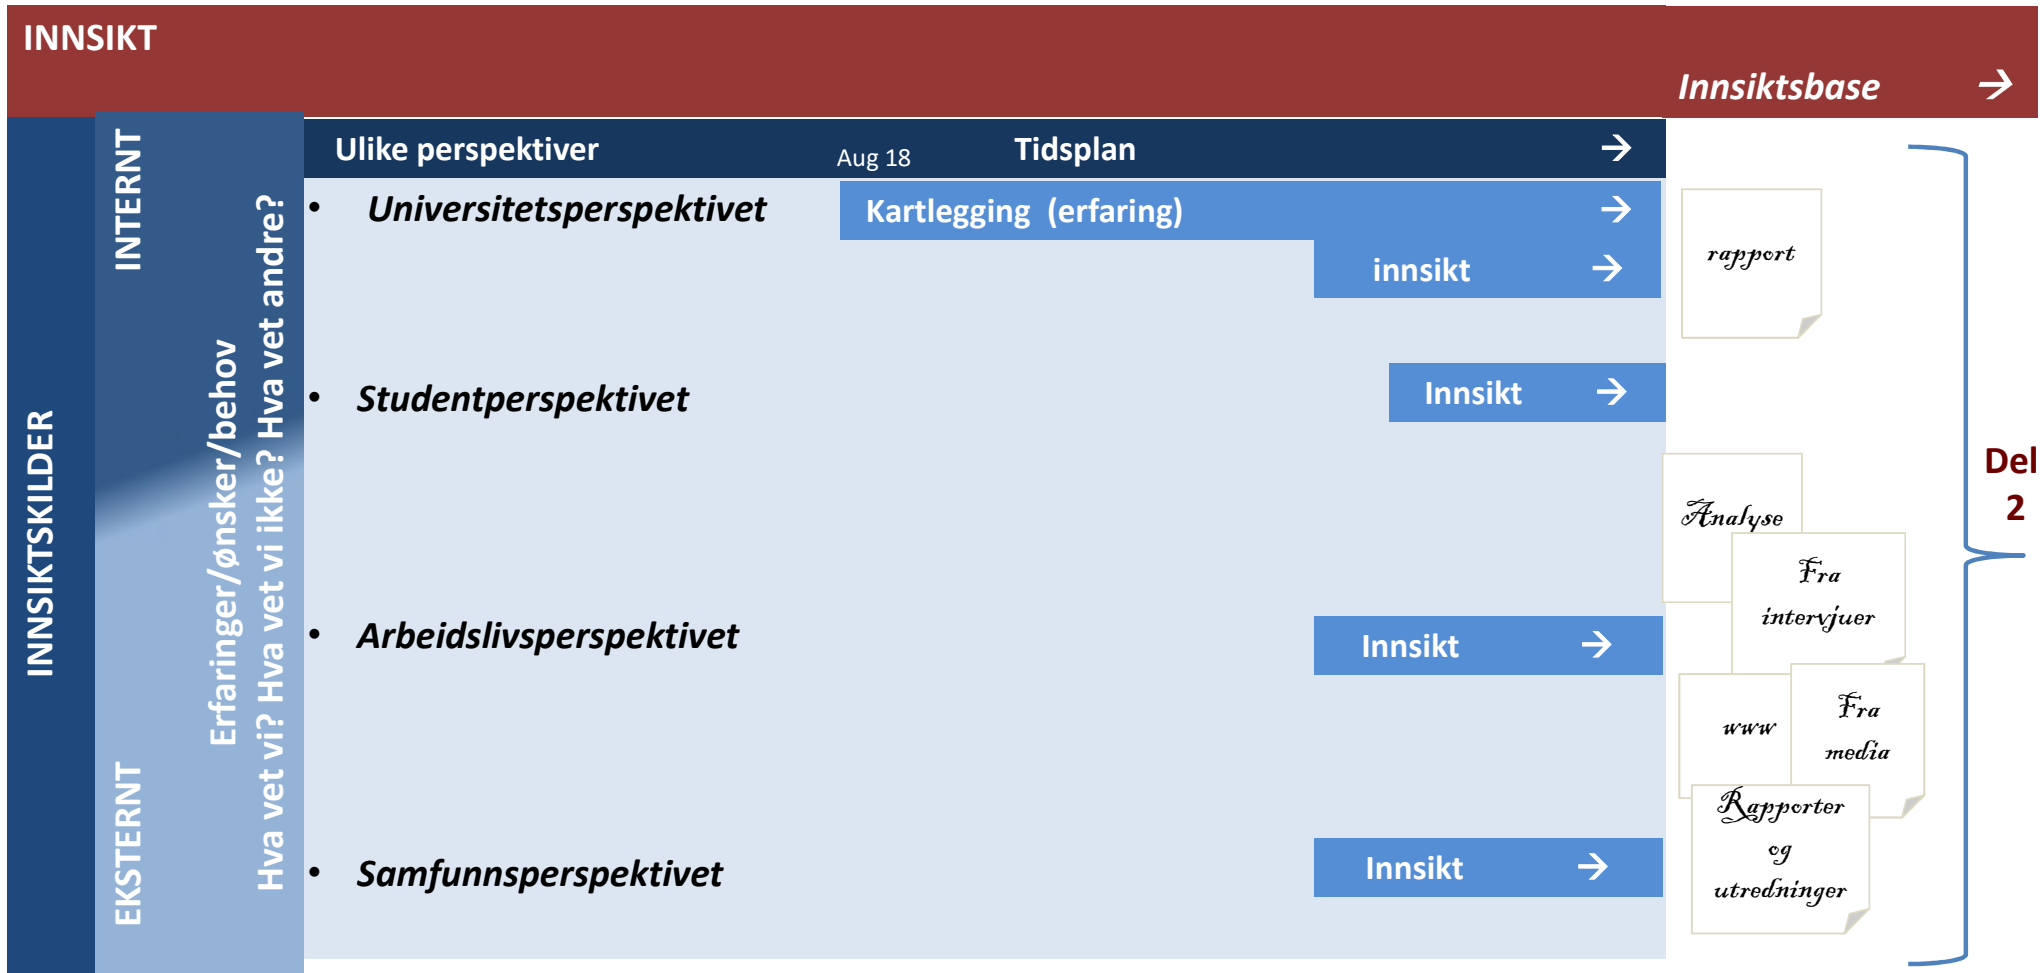 INNSIKT
Innsiktsbase →
INNSIKTSKILDER
INTERNT
EKSTERNT
Erfaringer/ønsker/behov
Hva vet vi? Hva vet vi ikke? Hva vet andre?
Ulike perspektiver Aug 18 Tidsplan →
• Universitetsperspektivet
Kartlegging (erfaring) →
innsikt →
• Studentperspektivet
Innsikt →
• Arbeidslivsperspektivet
Innsikt →
• Samfunnsperspektivet
Innsikt →
rapport
Analyse
Fra
intervjuer
www
Fra
media
Rapporter
og
utredninger
Del
2